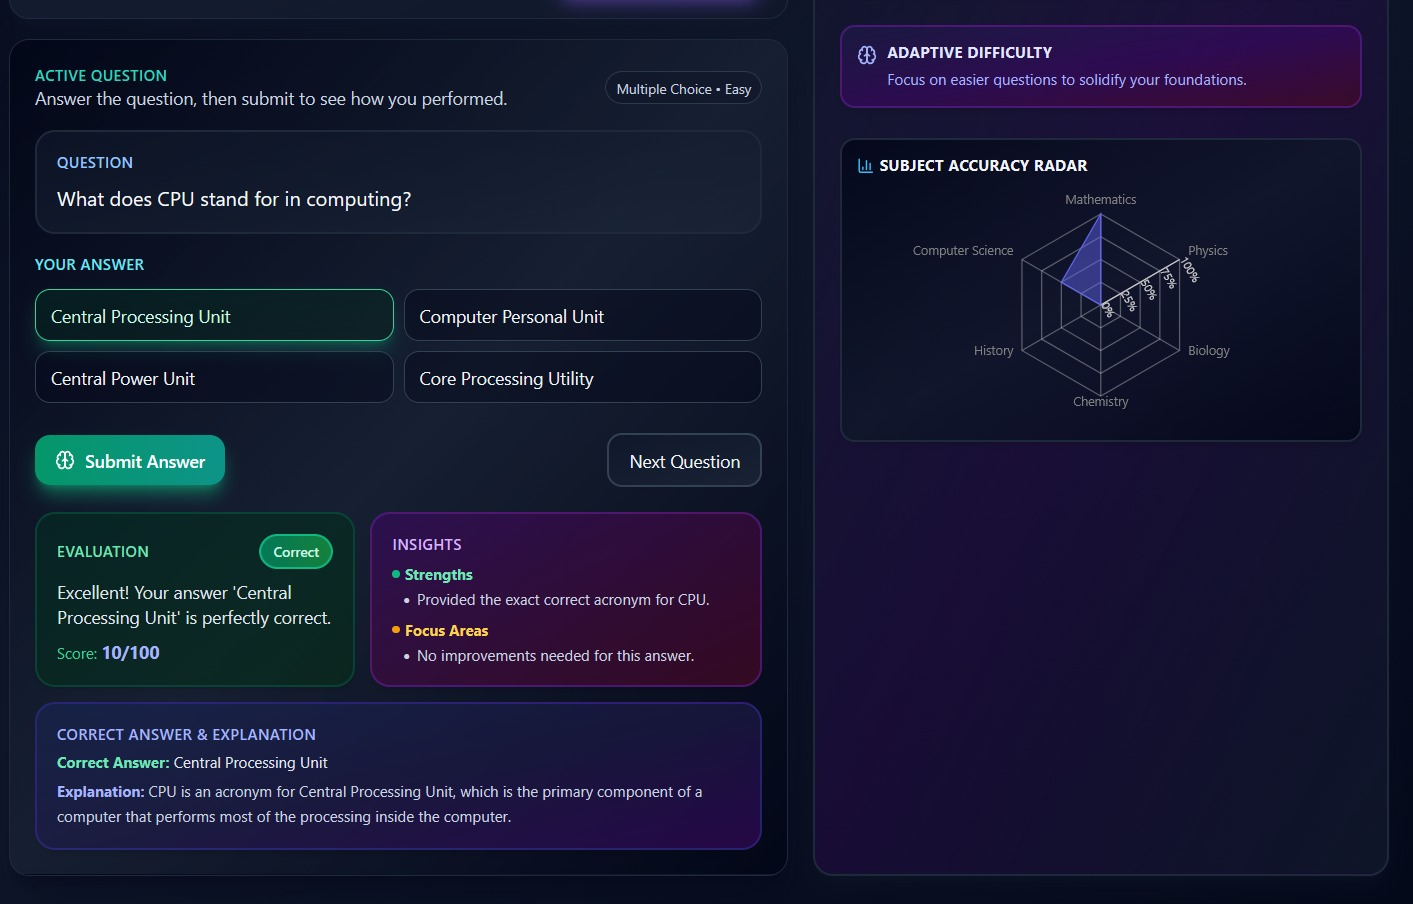 ACTIVE QUESTION
Answer the question, then submit to see how you performed.
Multiple Choice • Easy
QUESTION
What does CPU stand for in computing?
YOUR ANSWER
Central Processing Unit
Computer Personal Unit
Central Power Unit
Core Processing Utility
Submit Answer
Next Question
EVALUATION
Correct
Excellent! Your answer 'Central
Processing Unit' is perfectly correct.
Score: 10/100
INSIGHTS
Strengths
• Provided the exact correct acronym for CPU.
Focus Areas
• No improvements needed for this answer.
CORRECT ANSWER & EXPLANATION
Correct Answer: Central Processing Unit
Explanation: CPU is an acronym for Central Processing Unit, which is the primary component of a
computer that performs most of the processing inside the computer.
ADAPTIVE DIFFICULTY
Focus on easier questions to solidify your foundations.
SUBJECT ACCURACY RADAR
Mathematics
Computer Science
Physics
100%
75%
50%
25%
0%
History
Biology
Chemistry